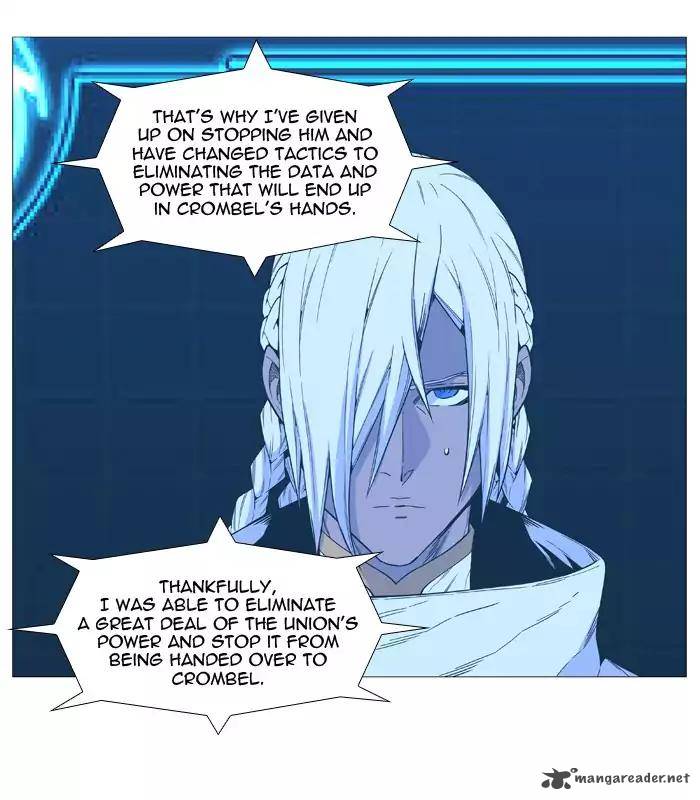 THAT'S WHY I'VE GIVEN
UP ON STOPPING HIM AND
HAVE CHANGED TACTICS TO
ELIMINATING THE DATA AND
POWER THAT WILL END UP
IN CROMBEL'S HANDS.
THANKFULLY,
I WAS ABLE TO ELIMINATE
A GREAT DEAL OF THE UNION'S
POWER AND STOP IT FROM
BEING HANDED OVER TO
CROMBEL.
mangareader.net